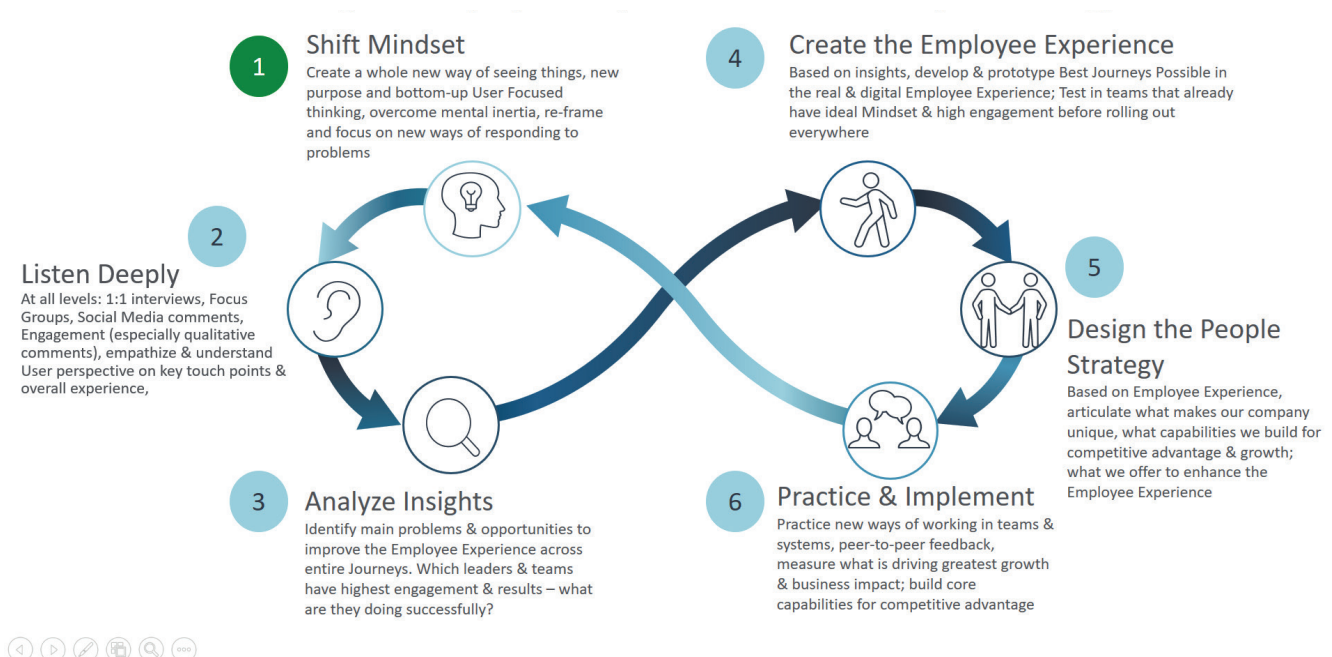 1
Shift Mindset
Create a whole new way of seeing things, new
purpose and bottom-up User Focused
thinking, overcome mental inertia, re-frame
and focus on new ways of responding to
problems
2
Listen Deeply
At all levels: 1:1 interviews, Focus
Groups, Social Media comments,
Engagement (especially qualitative
comments), empathize & understand
User perspective on key touch points &
overall experience,
3
Analyze Insights
Identify main problems & opportunities to
improve the Employee Experience across
entire Journeys. Which leaders & teams
have highest engagement & results – what
are they doing successfully?
4
Create the Employee Experience
Based on insights, develop & prototype Best Journeys Possible in
the real & digital Employee Experience; Test in teams that already
have ideal Mindset & high engagement before rolling out
everywhere
5
Design the People
Strategy
Based on Employee Experience,
articulate what makes our company
unique, what capabilities we build for
competitive advantage & growth;
what we offer to enhance the
Employee Experience
6
Practice & Implement
Practice new ways of working in teams &
systems, peer-to-peer feedback,
measure what is driving greatest growth
& business impact; build core
capabilities for competitive advantage